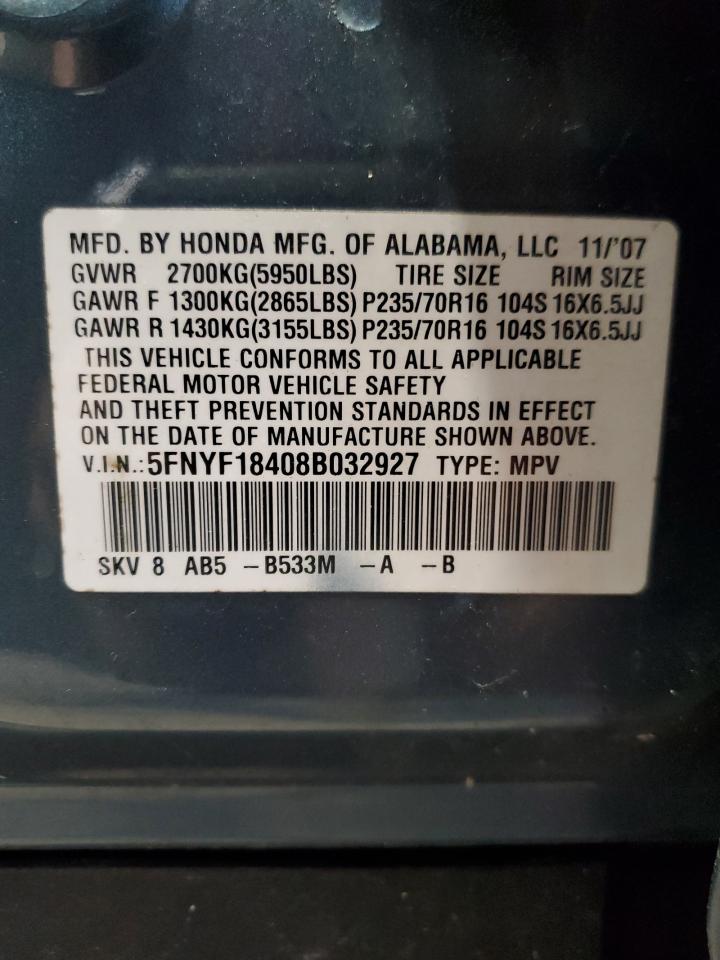 MFD. BY HONDA MFG. OF ALABAMA, LLC 11/'07
GVWR 2700KG(5950LBS) TIRE SIZE RIM SIZE
GAWR F 1300KG(2865LBS) P235/70R16 104S 16X6.5JJ
GAWR R 1430KG(3155LBS) P235/70R16 104S 16X6.5JJ
THIS VEHICLE CONFORMS TO ALL APPLICABLE
FEDERAL MOTOR VEHICLE SAFETY
AND THEFT PREVENTION STANDARDS IN EFFECT
ON THE DATE OF MANUFACTURE SHOWN ABOVE.
V.I.N.: 5FNYF18408B032927 TYPE: MPV
SKV 8 AB5 -B533M -A -B